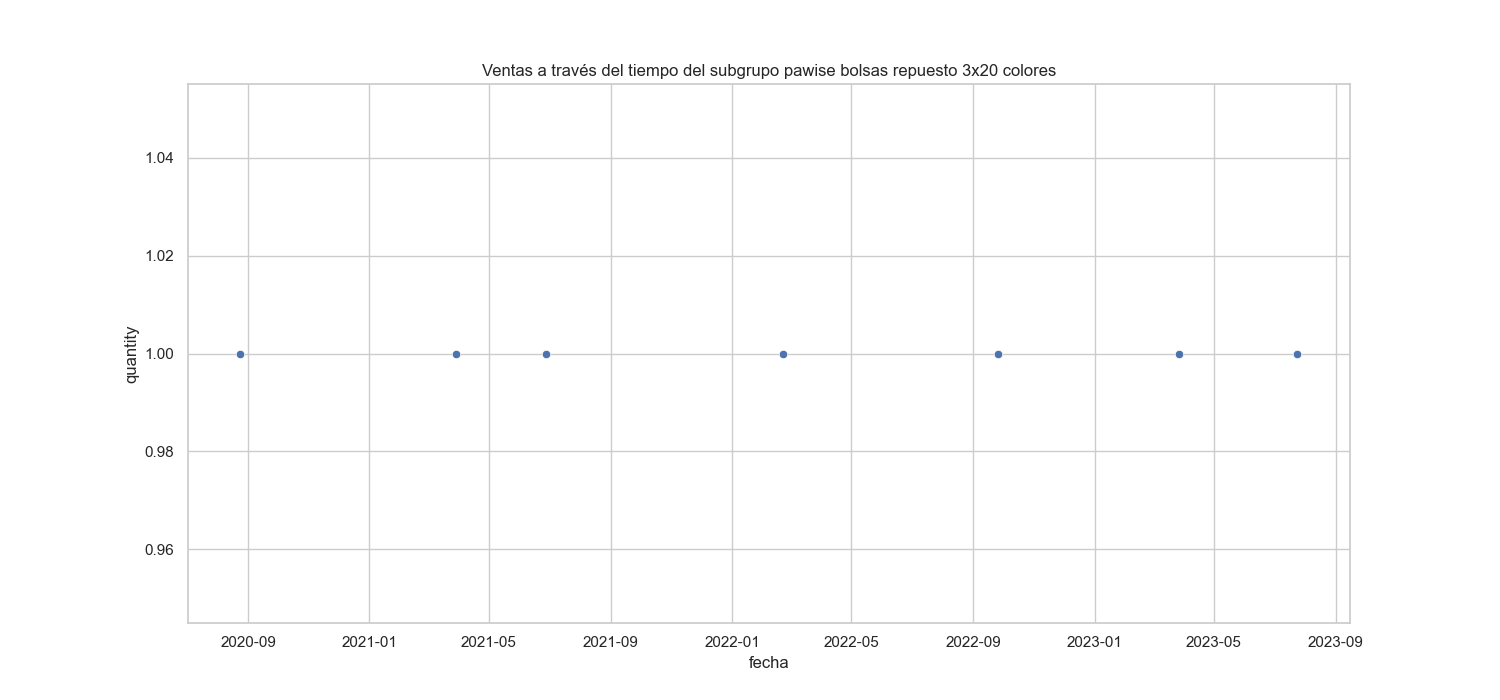 Ventas a través del tiempo del subgrupo pawise bolsas repuesto 3x20 colores
1.04
1.02
1.00
0.98
0.96
quantity
2020-09 2021-01 2021-05 2021-09 2022-01 2022-05 2022-09 2023-01 2023-05 2023-09
fecha